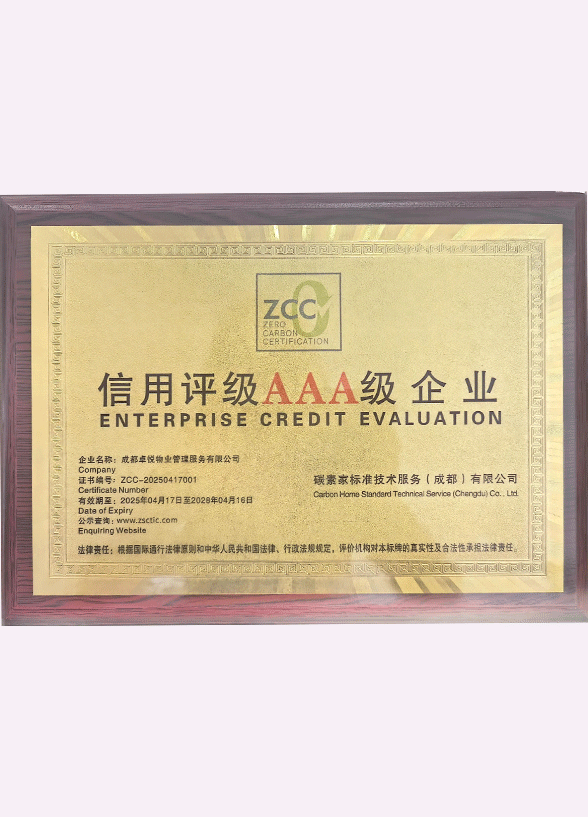 ZCC
ZERO
CARBON
CERTIFICATION
信用评级AAA级企业
ENTERPRISE CREDIT EVALUATION
企业名称：成都卓悦物业管理服务有限公司
Company
证书编号：ZCC-20250417001
Certificate Number
有效期至：2025年04月17日至2028年04月16日
Date of Expiry
公示查询：www.zsctic.com
Enquiring Website
碳素家标准技术服务（成都）有限公司
Carbon Home Standard Technical Service (Changdu) Co., Ltd.
法律责任：根据国际通行法律原则和中华人民共和国法律、行政法规规定，评价机构对本标牌的真实性及合法性承担法律责任。